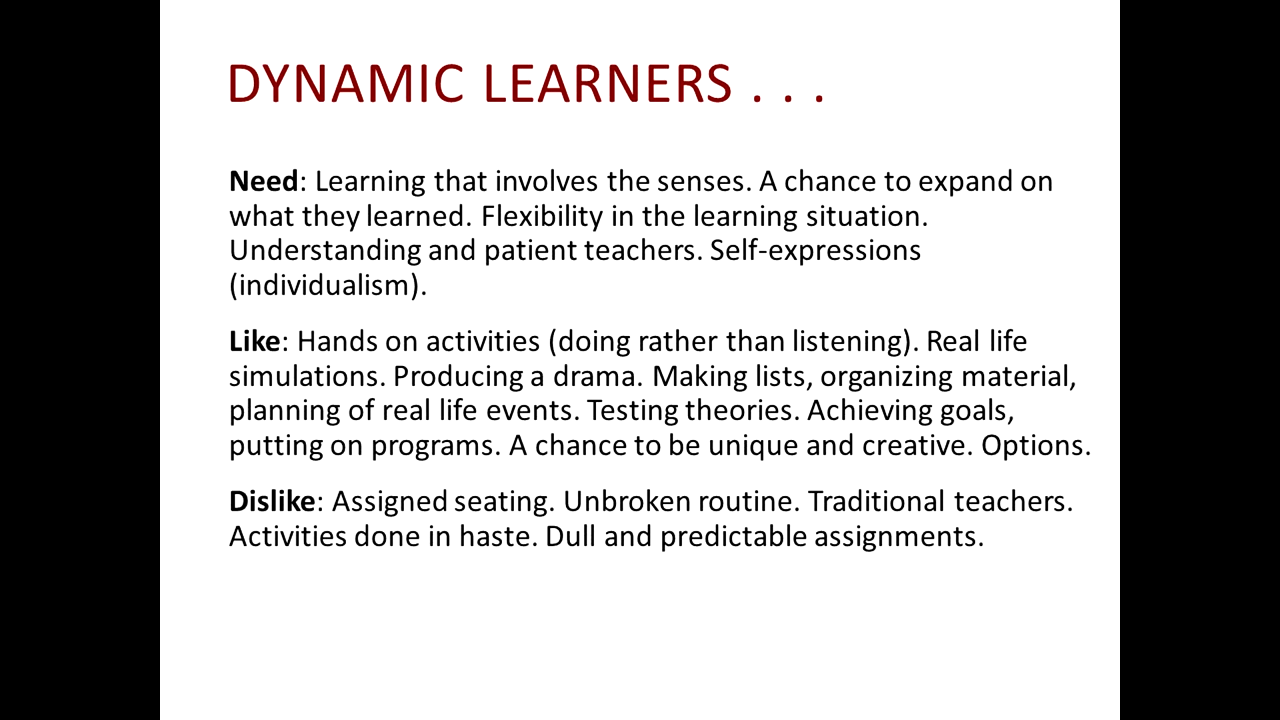 DYNAMIC LEARNERS . . .
Need: Learning that involves the senses. A chance to expand on
what they learned. Flexibility in the learning situation.
Understanding and patient teachers. Self-expressions
(individualism).
Like: Hands on activities (doing rather than listening). Real life
simulations. Producing a drama. Making lists, organizing material,
planning of real life events. Testing theories. Achieving goals,
putting on programs. A chance to be unique and creative. Options.
Dislike: Assigned seating. Unbroken routine. Traditional teachers.
Activities done in haste. Dull and predictable assignments.